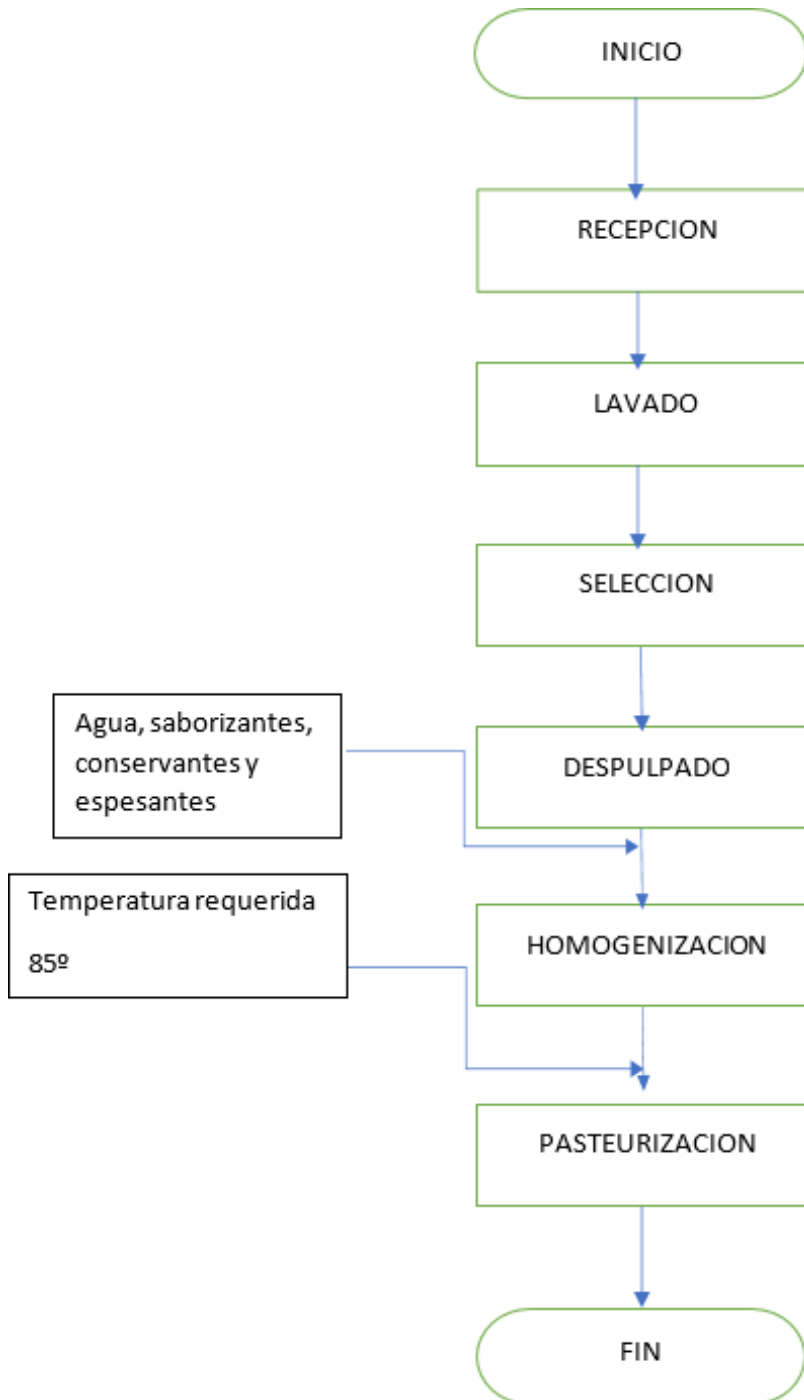 INICIO
RECEPCION
LAVADO
SELECCION
Agua, saborizantes,
conservantes y
espesantes
DESPULPADO
Temperatura requerida
85º
HOMOGENIZACION
PASTEURIZACION
FIN